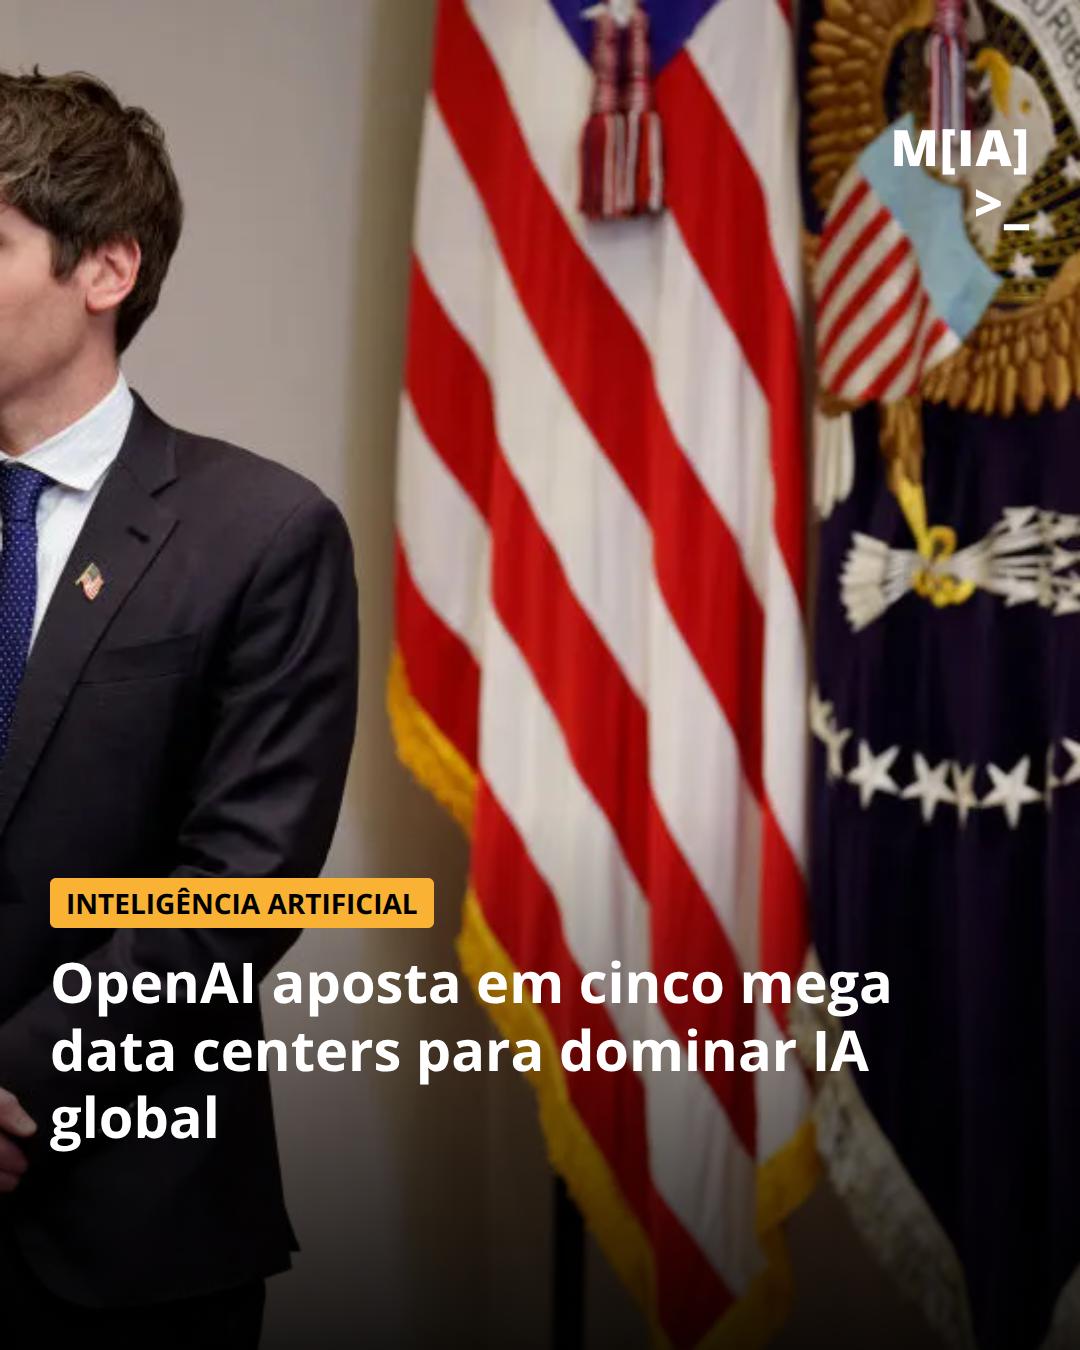 M[IA]
>_
INTELIGÊNCIA ARTIFICIAL
OpenAI aposta em cinco mega
data centers para dominar IA
global